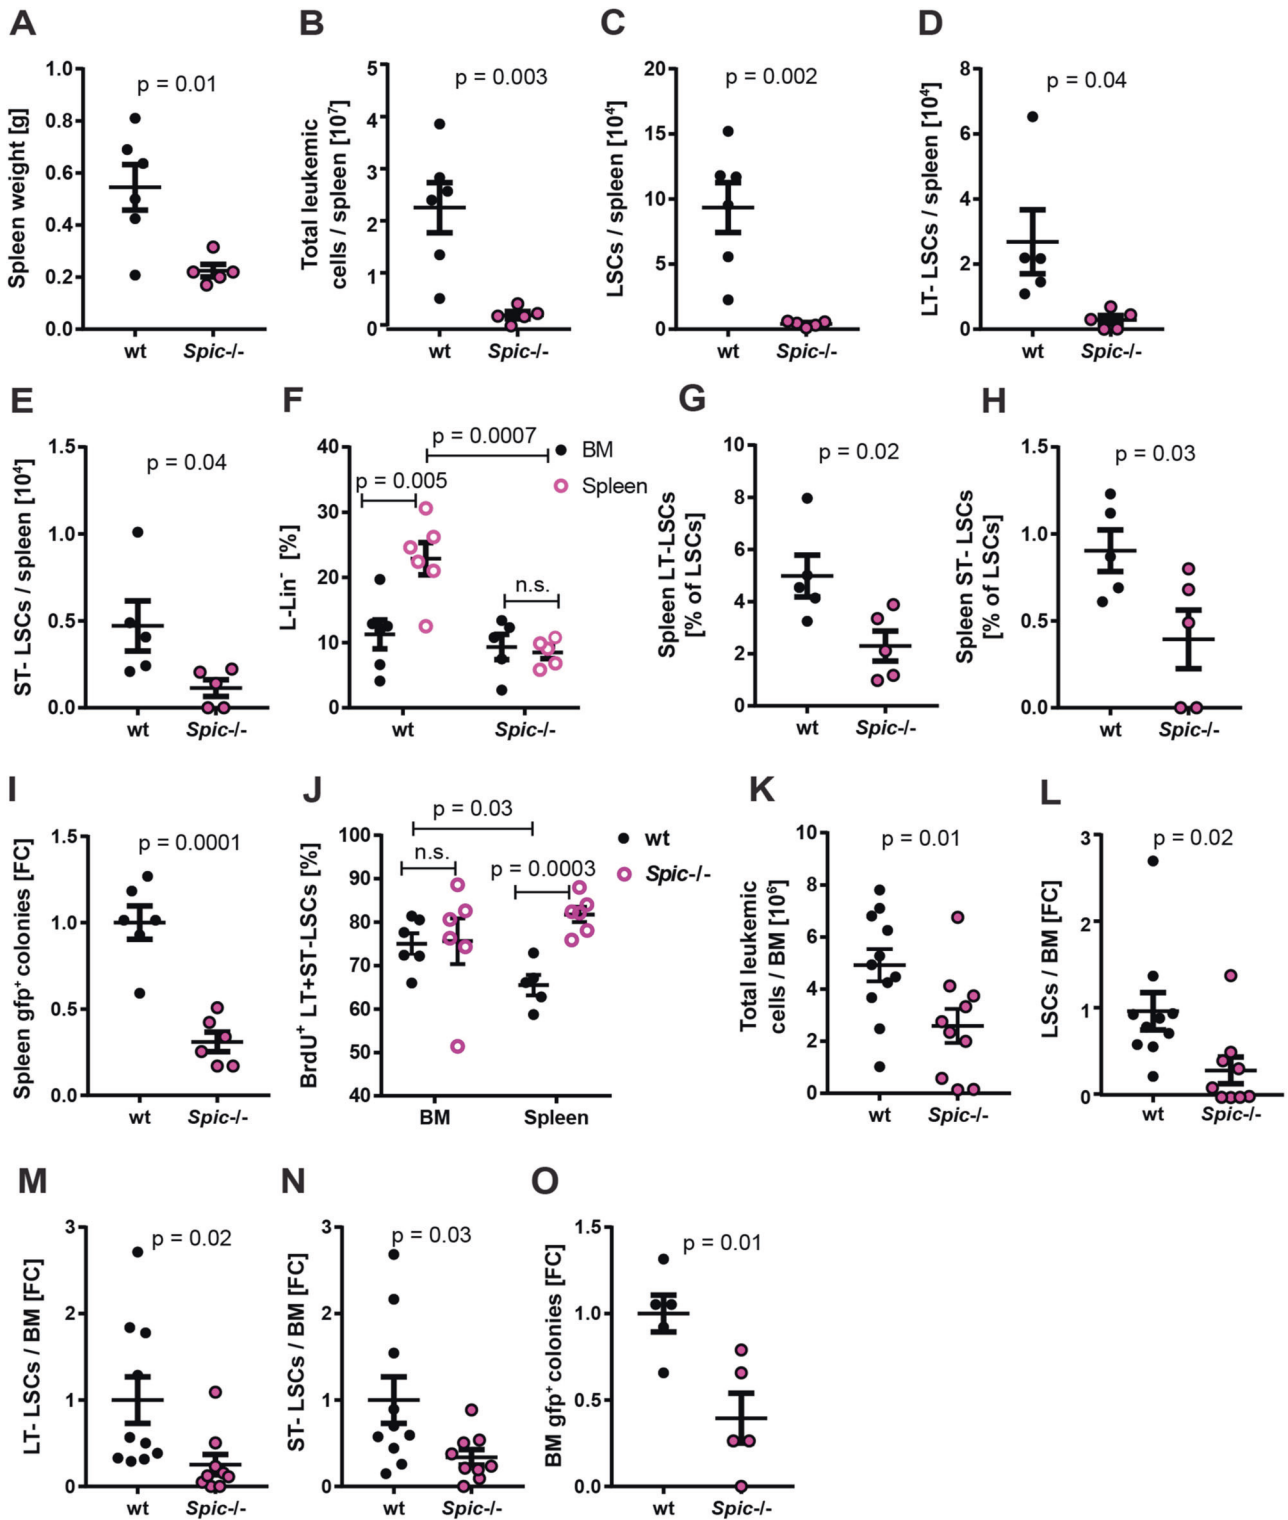 A
p = 0.01
Spleen weight [g]
1.0
0.8
0.6
0.4
0.2
0.0
wt
Spic-/-
B
p = 0.003
Total leukemic
cells / spleen [10⁷]
5
4
3
2
1
0
wt
Spic-/-
C
p = 0.002
LSCs / spleen [10⁴]
20
15
10
5
0
wt
Spic-/-
D
p = 0.04
LT- LSCs / spleen [10⁴]
8
6
4
2
0
wt
Spic-/-
E
p = 0.04
ST- LSCs / spleen [10⁴]
1.5
1.0
0.5
0.0
wt
Spic-/-
F
p = 0.0007
p = 0.005
n.s.
BM
Spleen
L-Lin⁻ [%]
40
30
20
10
0
wt
Spic-/-
G
p = 0.02
Spleen LT-LSCs
[% of LSCs]
10
8
6
4
2
0
wt
Spic-/-
H
p = 0.03
Spleen ST- LSCs
[% of LSCs]
1.5
1.0
0.5
0.0
wt
Spic-/-
I
p = 0.0001
Spleen gfp⁺ colonies [FC]
1.5
1.0
0.5
0.0
wt
Spic-/-
J
p = 0.03
n.s.
p = 0.0003
wt
Spic-/-
BrdU⁺ LT+ST-LSCs [%]
100
90
80
70
60
50
40
BM
Spleen
K
p = 0.01
Total leukemic
cells / BM [10⁶]
10
8
6
4
2
0
wt
Spic-/-
L
p = 0.02
LSCs / BM [FC]
3
2
1
0
wt
Spic-/-
M
p = 0.02
LT- LSCs / BM [FC]
3
2
1
0
wt
Spic-/-
N
p = 0.03
ST- LSCs / BM [FC]
3
2
1
0
wt
Spic-/-
O
p = 0.01
BM gfp⁺ colonies [FC]
1.5
1.0
0.5
0.0
wt
Spic-/-